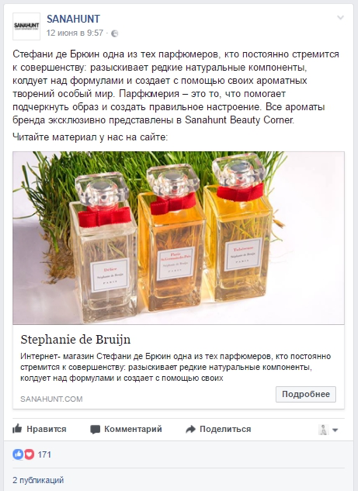 SANAHUNT
SANAHUNT
12 июня в 9:57 ·
Стефани де Брюин одна из тех парфюмеров, кто постоянно стремится
к совершенству: разыскивает редкие натуральные компоненты,
колдует над формулами и создает с помощью своих ароматных
творений особый мир. Парфюмерия – это то, что помогает
подчеркнуть образ и создать правильное настроение. Все ароматы
бренда эксклюзивно представлены в Sanahunt Beauty Corner.
Читайте материал у нас на сайте:
Stephanie de Bruijn
Интернет- магазин Стефани де Брюин одна из тех парфюмеров, кто постоянно
стремится к совершенству: разыскивает редкие натуральные компоненты,
колдует над формулами и создает с помощью своих
SANAHUNT.COM
Подробнее
Нравится
Комментарий
Поделиться
171
2 публикаций